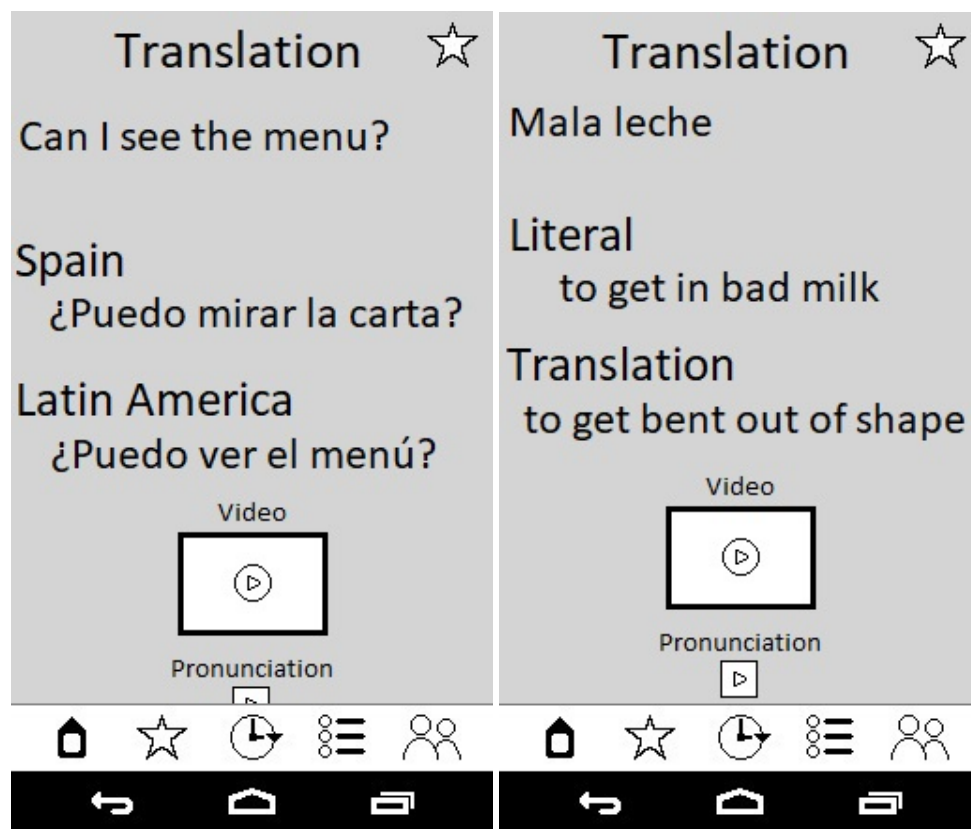 Translation
Can I see the menu?
Spain
¿Puedo mirar la carta?
Latin America
¿Puedo ver el menú?
Video
Pronunciation
Translation
Mala leche
Literal
to get in bad milk
Translation
to get bent out of shape
Video
Pronunciation